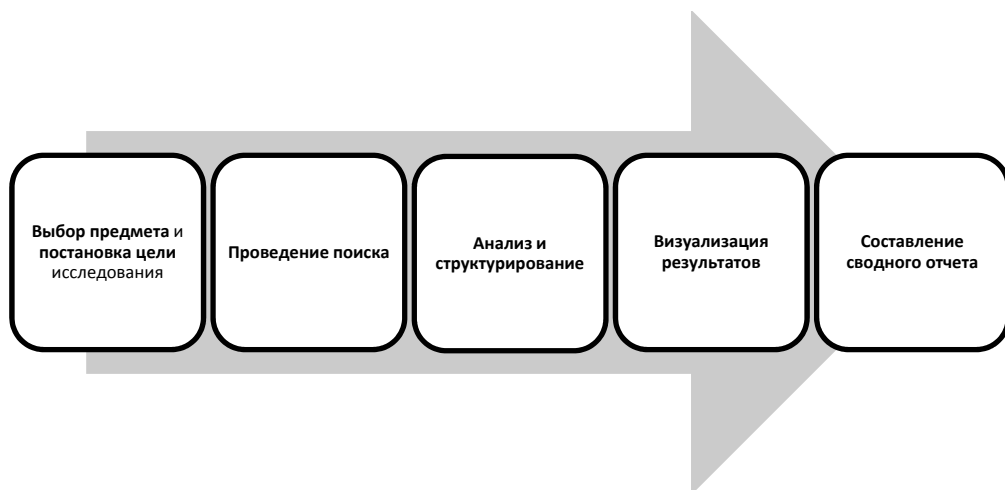 Выбор предмета и
постановка цели
исследования
Проведение поиска
Анализ и
структурирование
Визуализация
результатов
Составление
сводного отчета